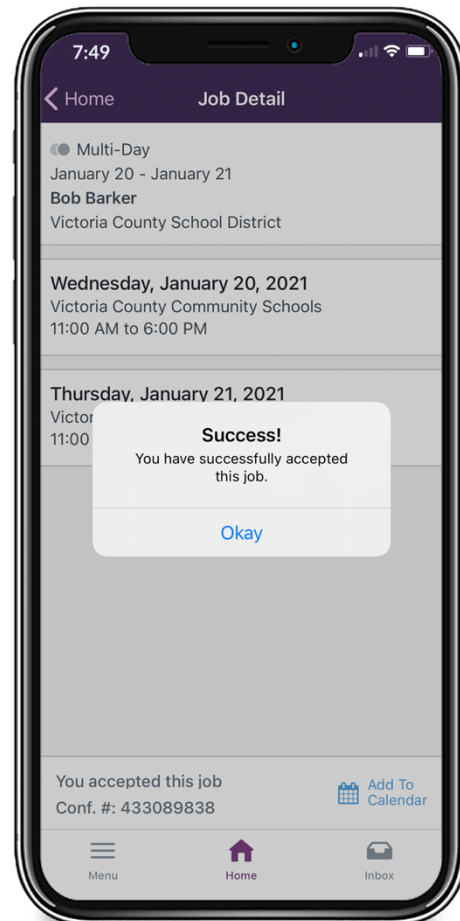 7:49
Home
Job Detail
Multi-Day
January 20 - January 21
Bob Barker
Victoria County School District
Wednesday, January 20, 2021
Victoria County Community Schools
11:00 AM to 6:00 PM
Thursday, January 21, 2021
11:00
Success!
You have successfully accepted
this job.
Okay
You accepted this job
Conf. #: 433089838
Add To
Calendar
Menu
Home
Inbox